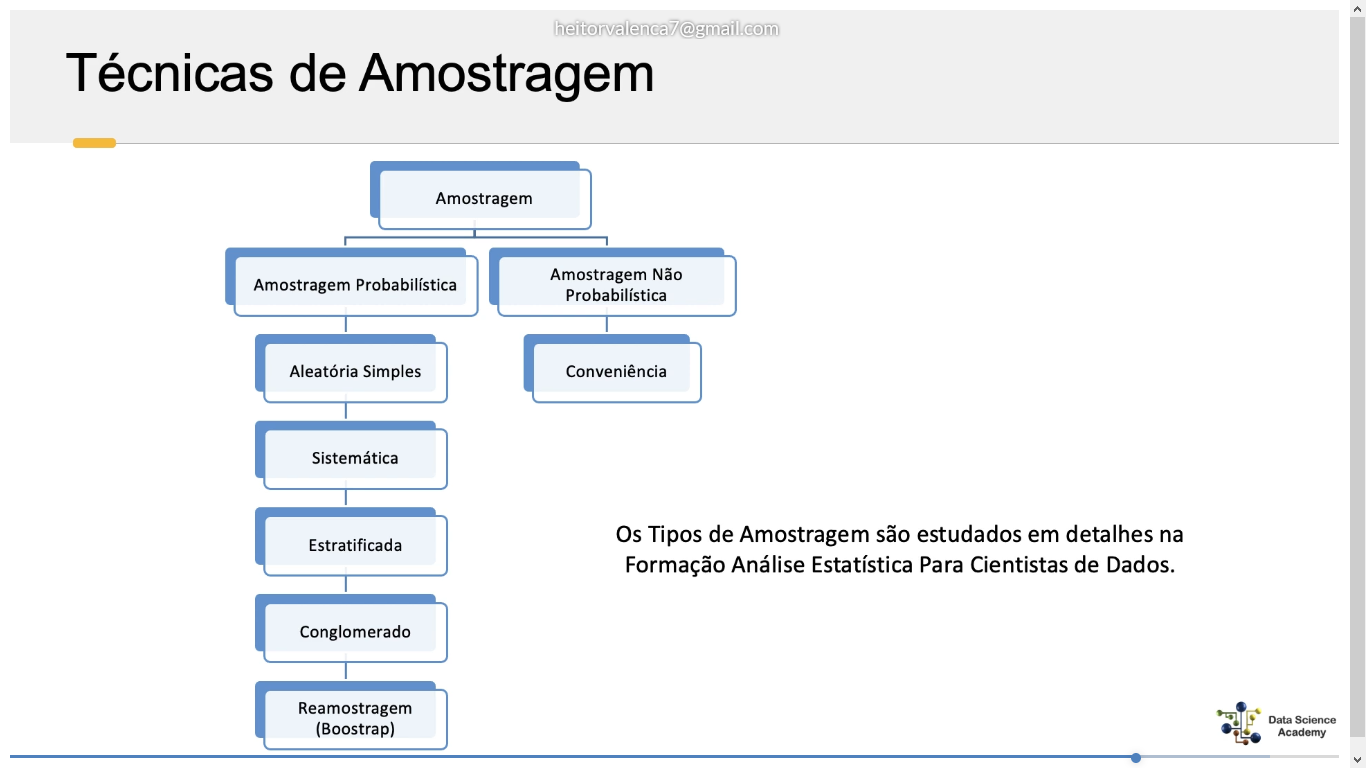 heitorvalenca7@gmail.com
Técnicas de Amostragem
Amostragem
Amostragem Probabilística
Amostragem Não
Probabilística
Aleatória Simples
Conveniência
Sistemática
Estratificada
Conglomerado
Reamostragem
(Boostrap)
Os Tipos de Amostragem são estudados em detalhes na
Formação Análise Estatística Para Cientistas de Dados.
Data Science
Academy